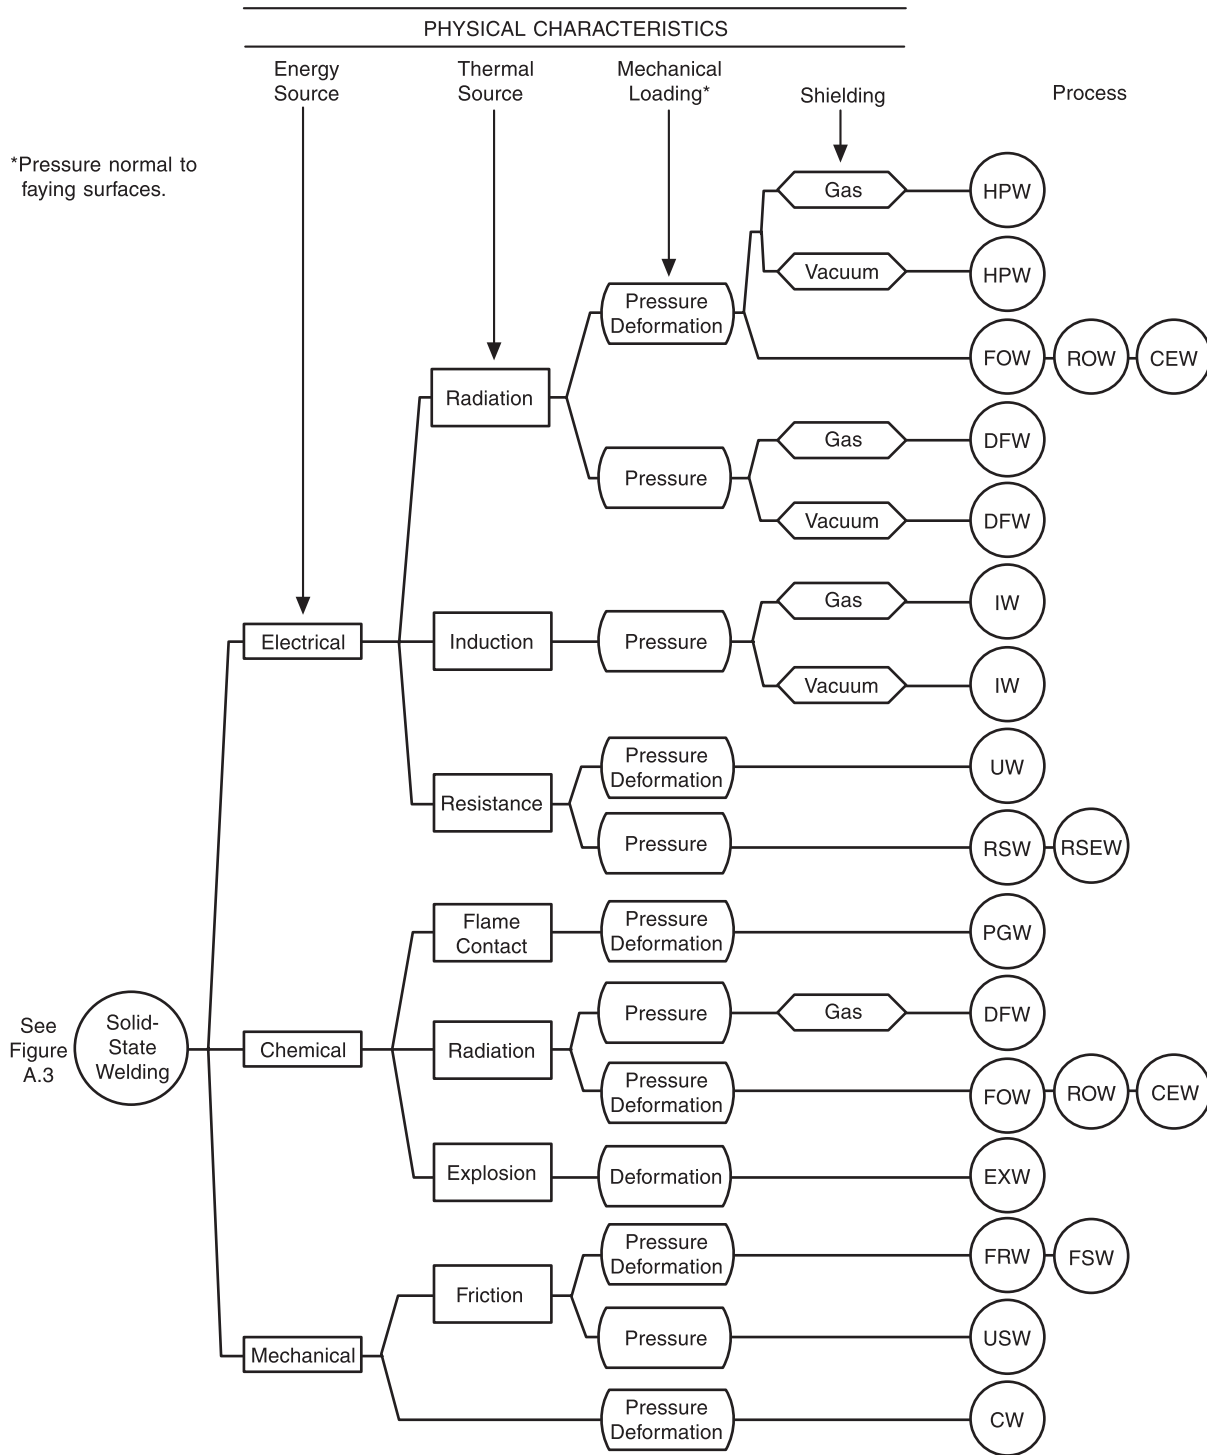 PHYSICAL CHARACTERISTICS
Energy
Source
Thermal
Source
Mechanical
Loading*
Shielding
Process
*Pressure normal to
faying surfaces.
Gas
HPW
Vacuum
HPW
Pressure
Deformation
FOW
ROW
CEW
Radiation
Gas
DFW
Pressure
Vacuum
DFW
Gas
IW
Electrical
Induction
Pressure
Vacuum
IW
Pressure
Deformation
UW
Resistance
Pressure
RSW
RSEW
Flame
Contact
Pressure
Deformation
PGW
Pressure
Gas
DFW
See
Figure
A.3
Solid-
State
Welding
Chemical
Radiation
Pressure
Deformation
FOW
ROW
CEW
Explosion
Deformation
EXW
Pressure
Deformation
FRW
FSW
Friction
Pressure
USW
Mechanical
Pressure
Deformation
CW